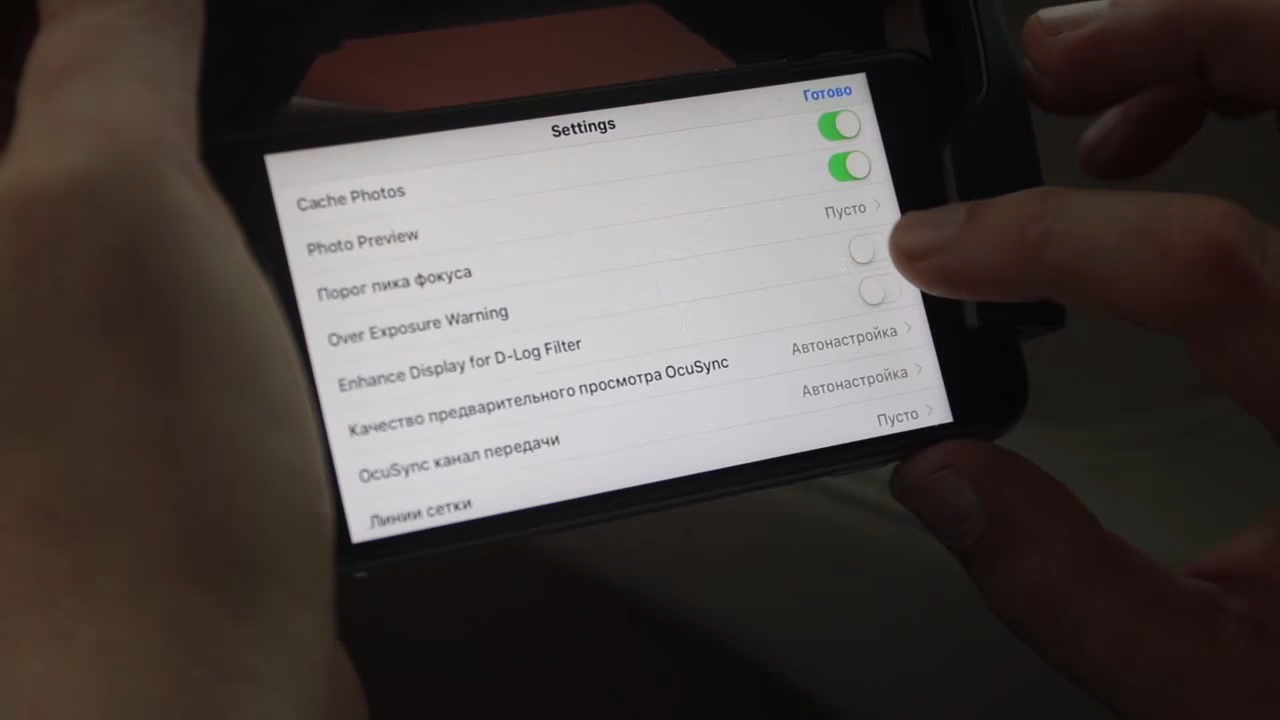 Готово
Settings
Cache Photos
Photo Preview
Порог пика фокуса Пусто
Over Exposure Warning
Enhance Display for D-Log Filter
Качество предварительного просмотра OcuSync Автонастройка
OcuSync канал передачи Автонастройка
Линии сетки Пусто